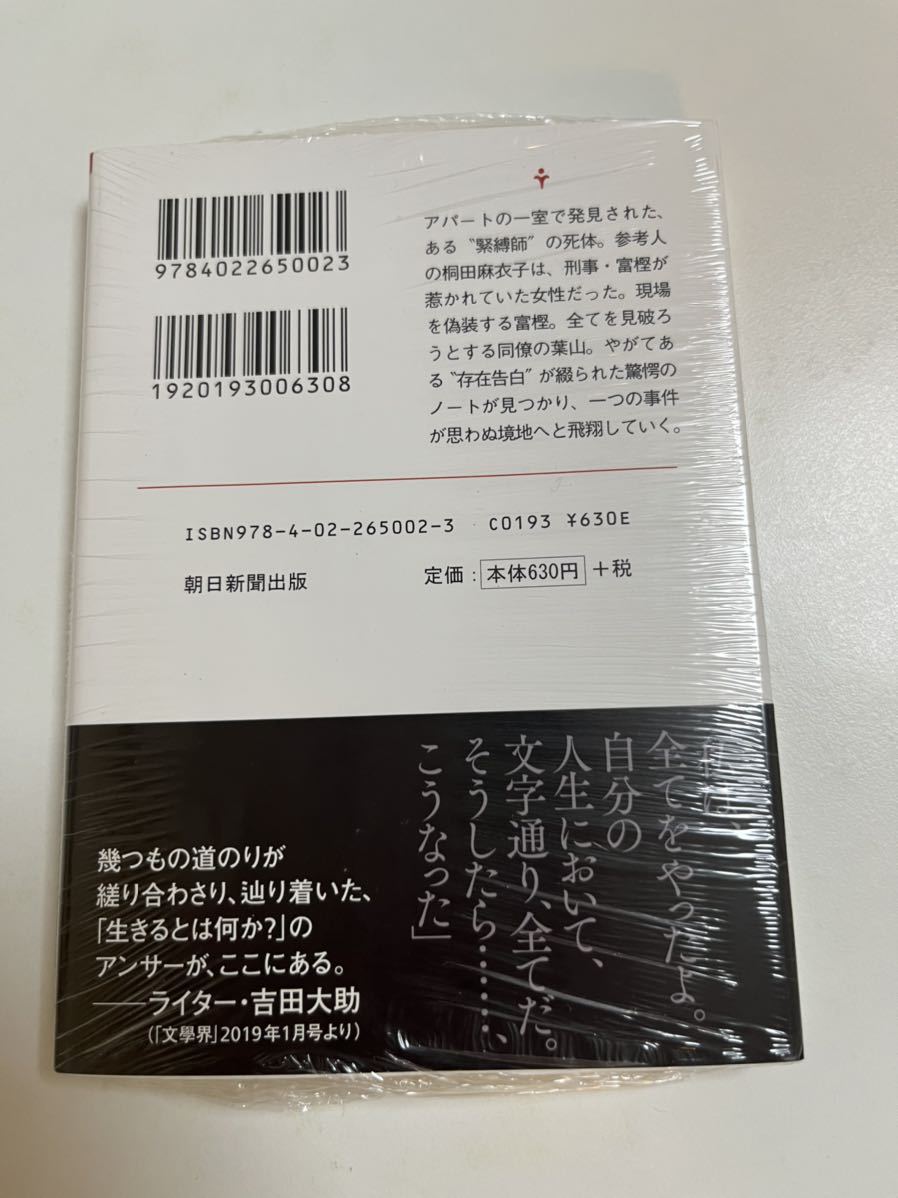 9784022650023
1920193006308
アパートの一室で発見された、
ある〝緊縛師〟の死体。参考人
の桐田麻衣子は、刑事・富樫が
惹かれていた女性だった。現場
を偽装する富樫。全てを見破ろ
うとする同僚の葉山。やがてあ
る〝存在告白〟が綴られた驚愕の
ノートが見つかり、一つの事件
が思わぬ境地へと飛翔していく。
ISBN978-4-02-265002-3 C0193 ¥630E
朝日新聞出版 定価：本体630円＋税
全てをやったよ。
自分の
人生において、
文字通り、全てだ。
そうしたら………、
こうなった」
幾つもの道のりが
縒り合わさり、辿り着いた、
「生きるとは何か?」の
アンサーが、ここにある。
――ライター・吉田大助
(「文學界」2019年1月号より)